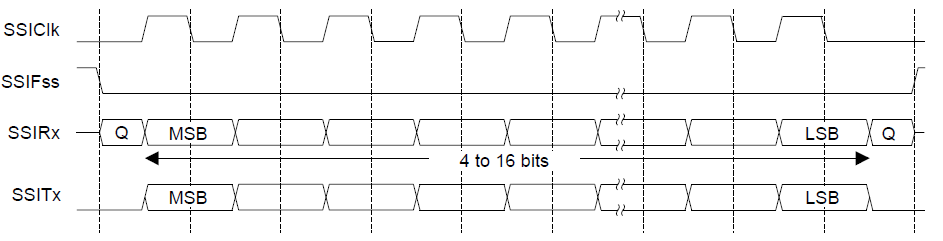 SSIClk
SSIFss
SSIRx Q MSB LSB Q
4 to 16 bits
SSITx MSB LSB